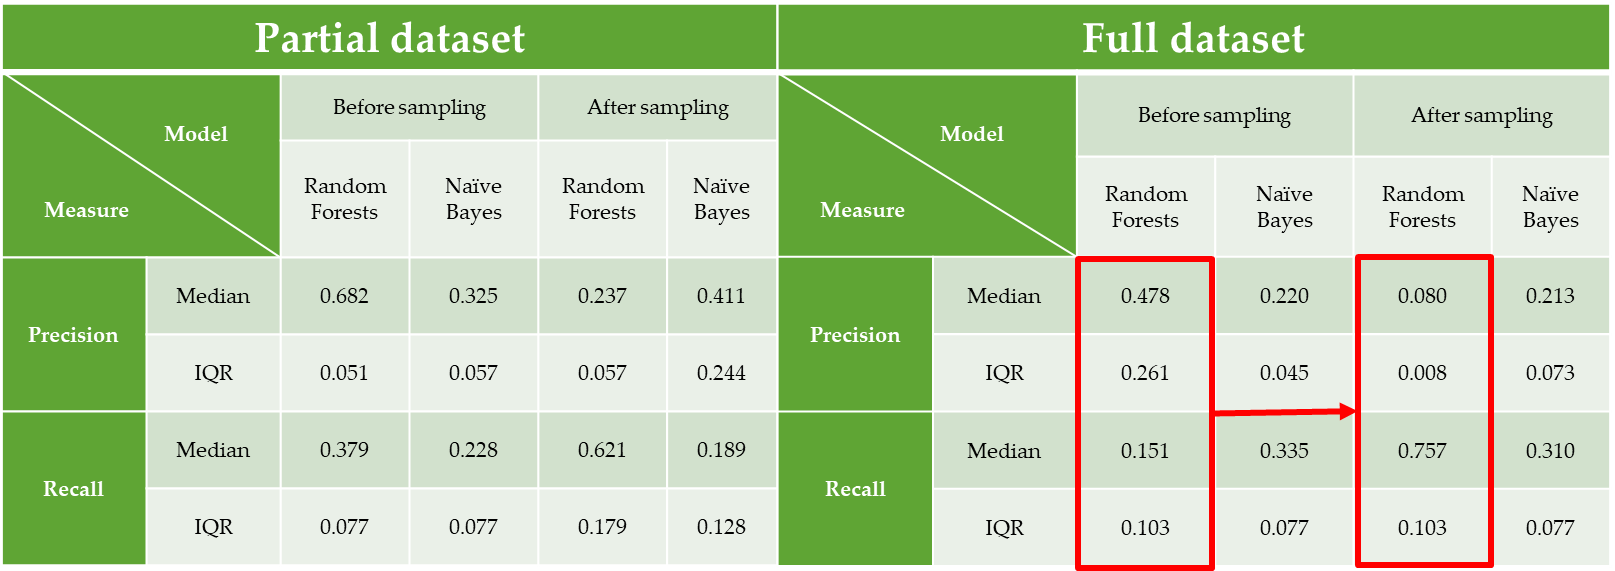 Partial dataset Full dataset
Model Before sampling After sampling Model Before sampling After sampling
Measure Random Forests Naïve Bayes Random Forests Naïve Bayes Measure Random Forests Naïve Bayes Random Forests Naïve Bayes
Precision Median 0.682 0.325 0.237 0.411 Precision Median 0.478 0.220 0.080 0.213
IQR 0.051 0.057 0.057 0.244 IQR 0.261 0.045 0.008 0.073
Recall Median 0.379 0.228 0.621 0.189 Recall Median 0.151 0.335 0.757 0.310
IQR 0.077 0.077 0.179 0.128 IQR 0.103 0.077 0.103 0.077